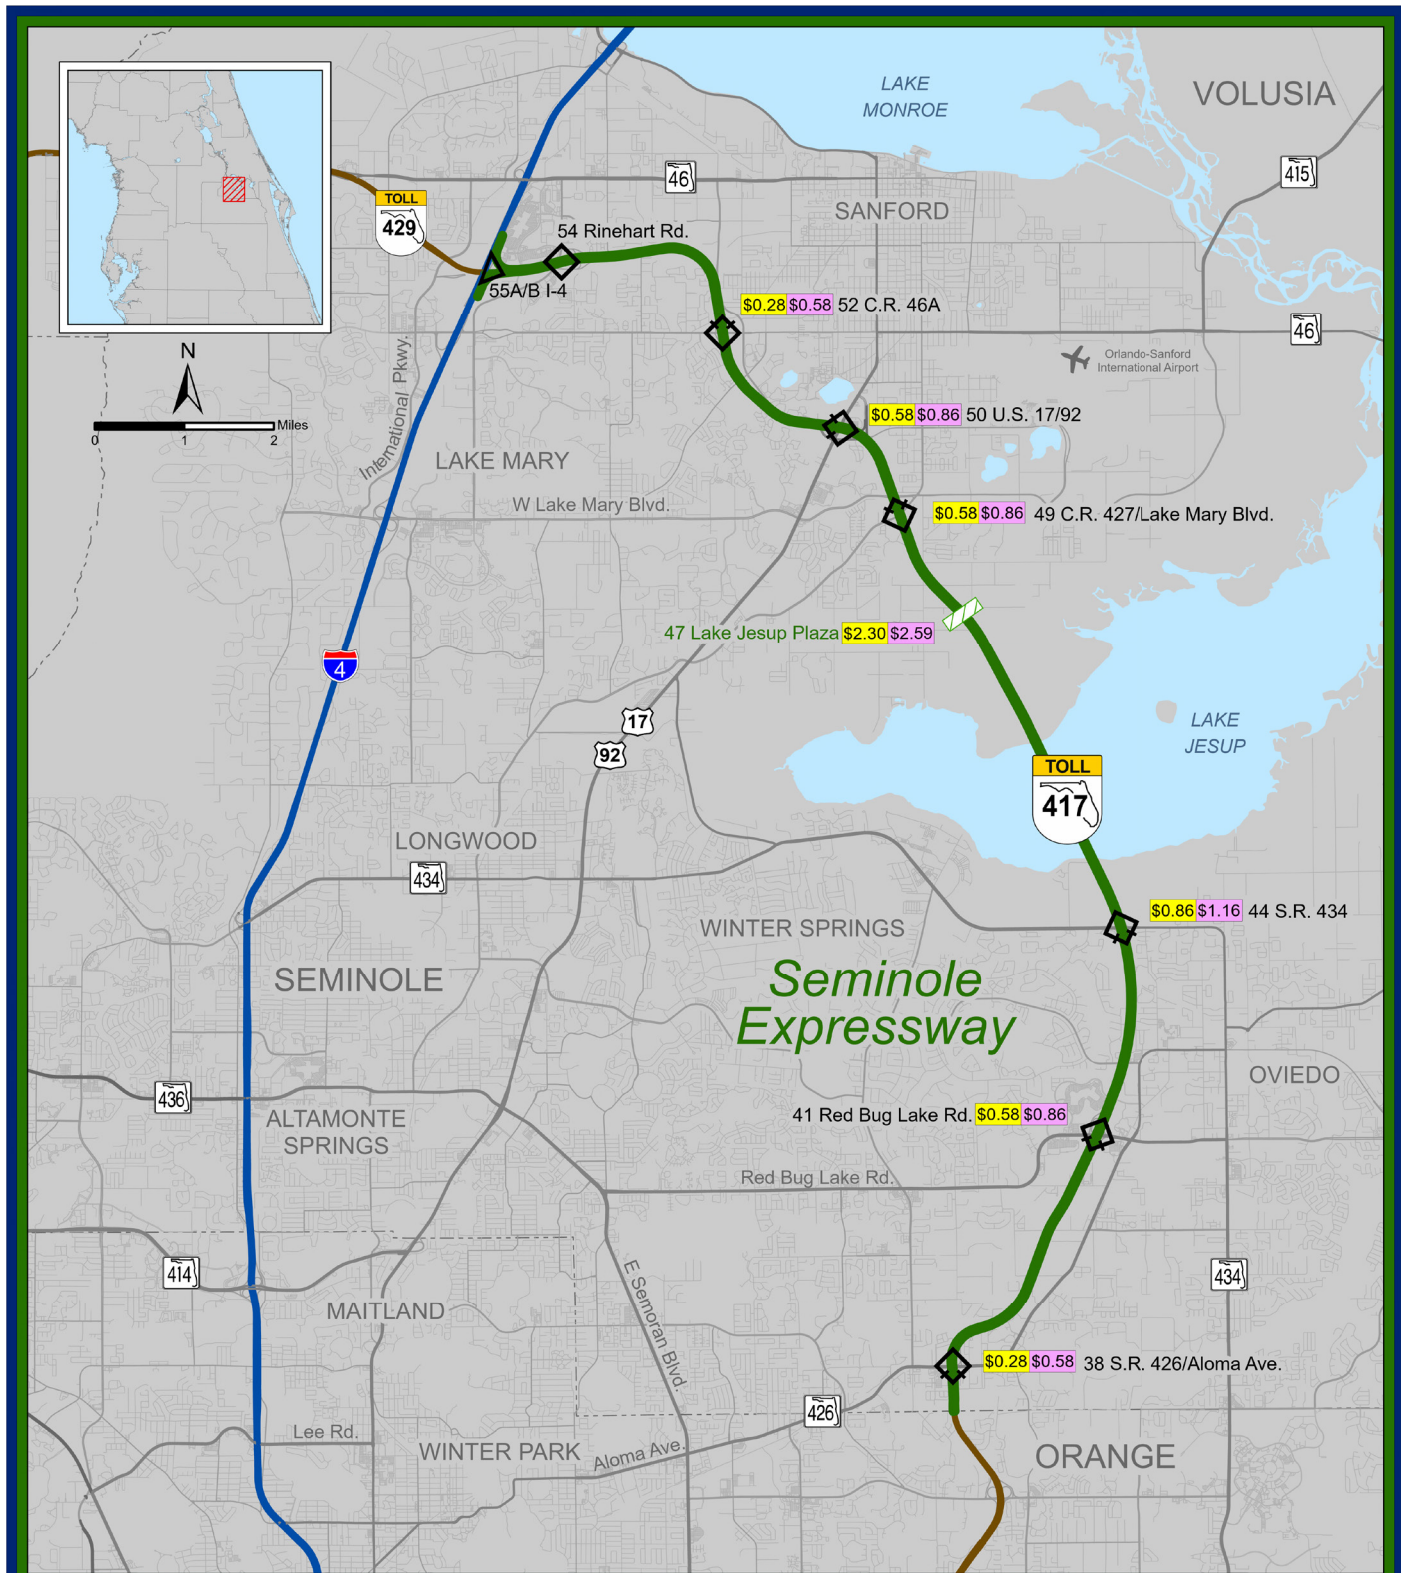 LAKE
MONROE
VOLUSIA
415
46
TOLL
429
SANFORD
54 Rinehart Rd.
55A/B I-4
$0.28 $0.58 52 C.R. 46A
46
Orlando-Sanford
International Airport
N
Miles
0 1 2
International Pkwy.
$0.58 $0.86 50 U.S. 17/92
LAKE MARY
W Lake Mary Blvd.
$0.58 $0.86 49 C.R. 427/Lake Mary Blvd.
47 Lake Jesup Plaza $2.30 $2.59
4
17
92
LAKE
JESUP
TOLL
417
LONGWOOD
434
$0.86 $1.16 44 S.R. 434
WINTER SPRINGS
SEMINOLE
Seminole
Expressway
OVIEDO
436
ALTAMONTE
SPRINGS
41 Red Bug Lake Rd. $0.58 $0.86
Red Bug Lake Rd.
414
434
E Semoran Blvd.
MAITLAND
$0.28 $0.58 38 S.R. 426/Aloma Ave.
426
Lee Rd.
WINTER PARK
Aloma Ave.
ORANGE